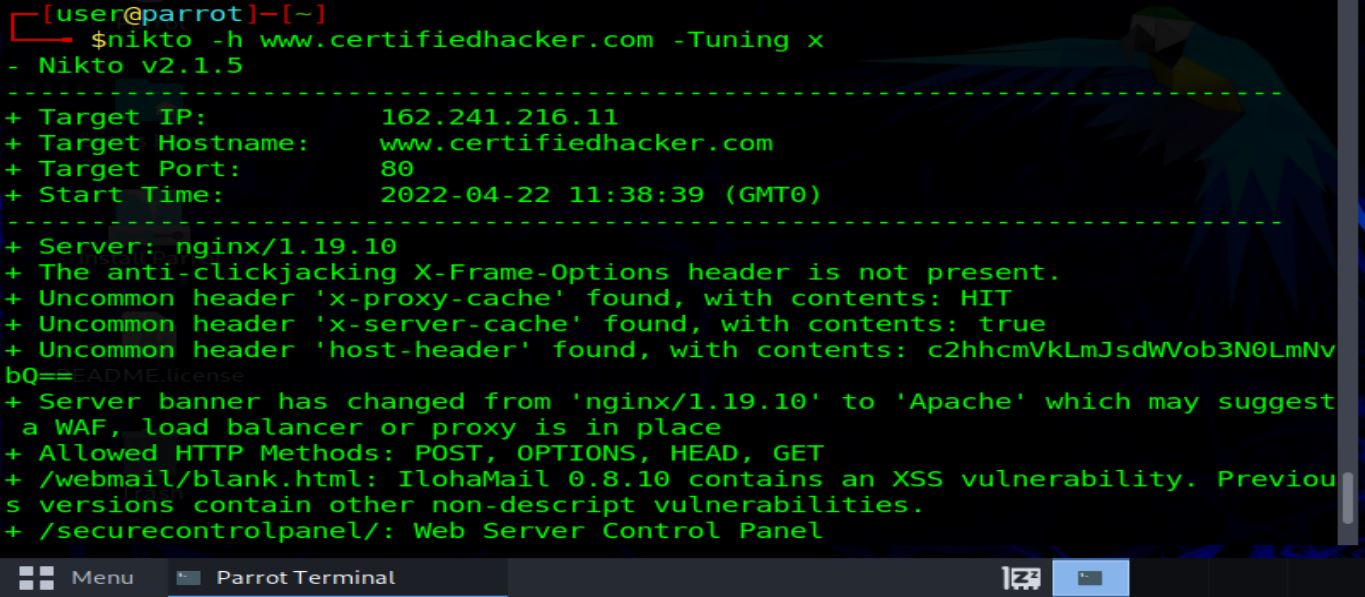 [user@parrot]-[~]
$nikto -h www.certifiedhacker.com -Tuning x
- Nikto v2.1.5
---------------------------------------------------------------------------
+ Target IP:          162.241.216.11
+ Target Hostname:    www.certifiedhacker.com
+ Target Port:        80
+ Start Time:         2022-04-22 11:38:39 (GMT0)
---------------------------------------------------------------------------
+ Server: nginx/1.19.10
+ The anti-clickjacking X-Frame-Options header is not present.
+ Uncommon header 'x-proxy-cache' found, with contents: HIT
+ Uncommon header 'x-server-cache' found, with contents: true
+ Uncommon header 'host-header' found, with contents: c2hhcmVkLmJsdWVob3N0LmNv
bQ==
README.license
+ Server banner has changed from 'nginx/1.19.10' to 'Apache' which may suggest
 a WAF, load balancer or proxy is in place
+ Allowed HTTP Methods: POST, OPTIONS, HEAD, GET
+ /webmail/blank.html: IlohaMail 0.8.10 contains an XSS vulnerability. Previou
s versions contain other non-descript vulnerabilities.
+ /securecontrolpanel/: Web Server Control Panel
Menu
Parrot Terminal